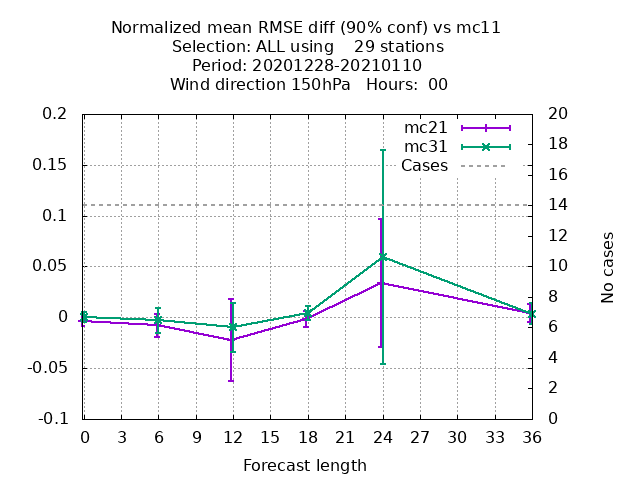 Normalized mean RMSE diff (90% conf) vs mc11
Selection: ALL using    29 stations
Period: 20201228-20210110
Wind direction 150hPa   Hours:  00
mc21
mc31
Cases
0.2
0.15
0.1
0.05
0
-0.05
-0.1
20
18
16
14
12
10
8
6
4
2
0
No cases
0 3 6 9 12 15 18 21 24 27 30 33 36
Forecast length